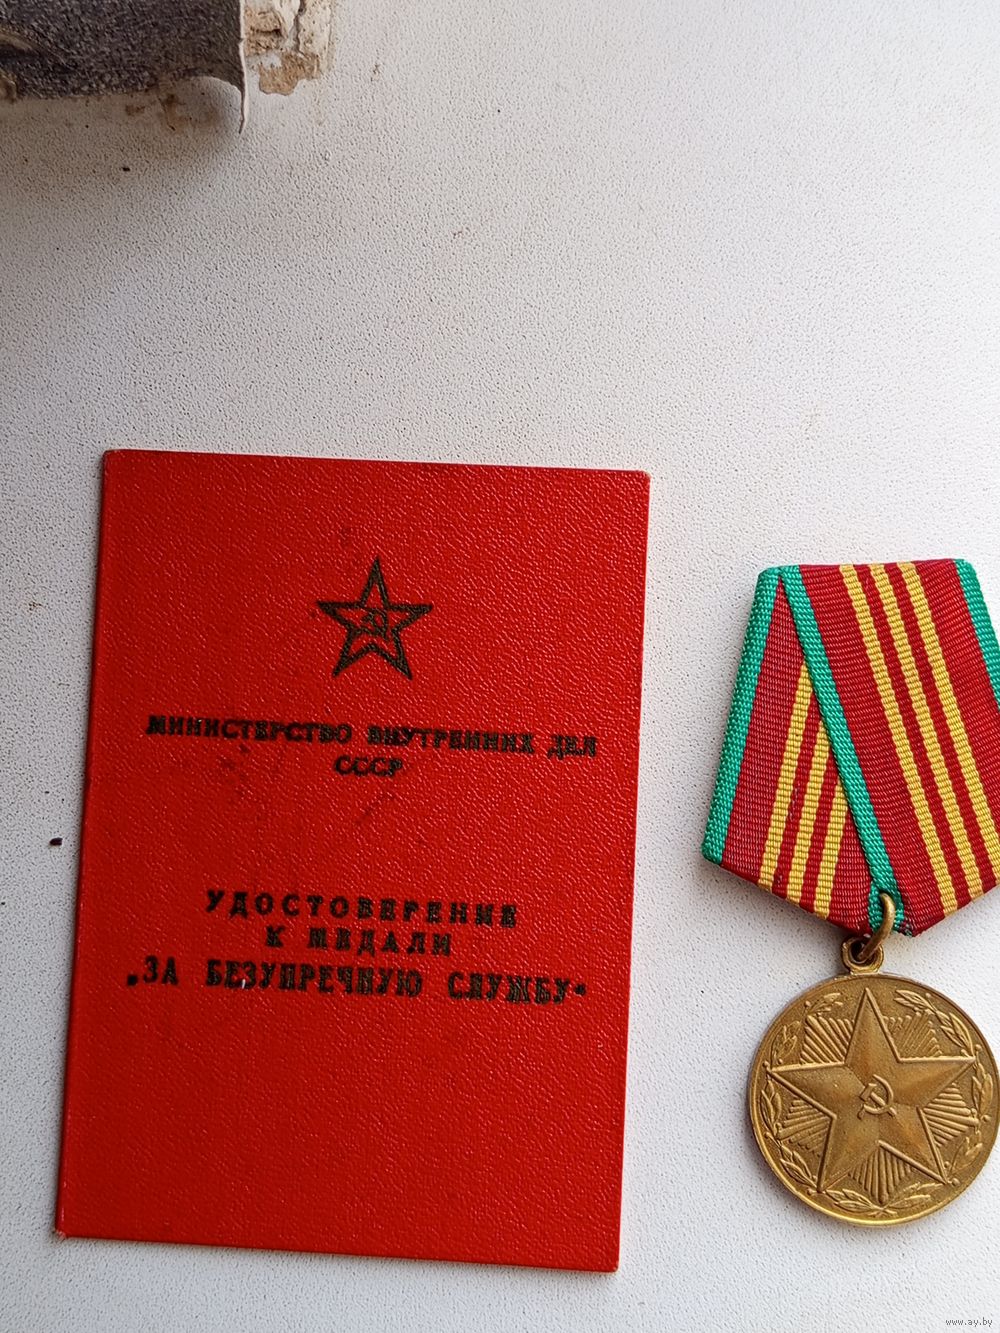 МИНИСТЕРСТВО ВНУТРЕННИХ ДЕЛ
СССР
УДОСТОВЕРЕНИЕ
К МЕДАЛИ
„ЗА БЕЗУПРЕЧНУЮ СЛУЖБУ“
www.ay.by